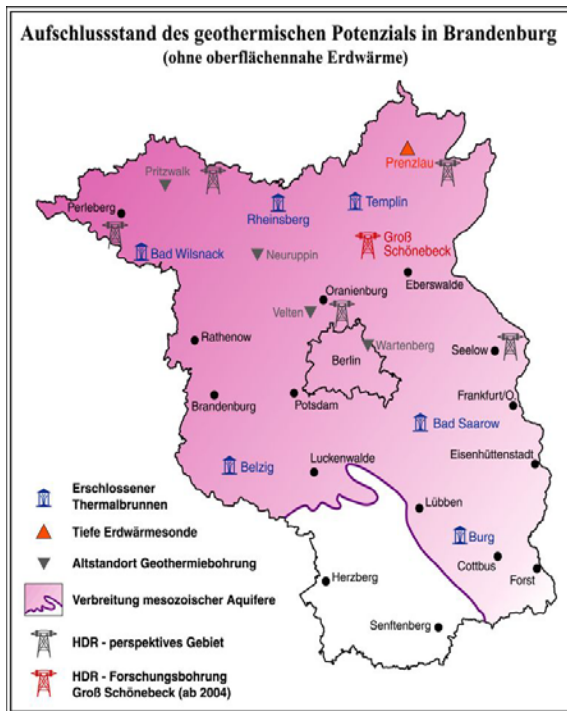 Aufschlussstand des geothermischen Potenzials in Brandenburg
(ohne oberflächennahe Erdwärme)
Prenzlau
Pritzwalk
Perleberg
Rheinsberg
Templin
Bad Wilsnack
Neuruppin
Groß
Schönebeck
Eberswalde
Oranienburg
Velten
Rathenow
Wartenberg
Seelow
Berlin
Brandenburg
Potsdam
Frankfurt/O.
Bad Saarow
Belzig
Luckenwalde
Eisenhüttenstadt
Lübben
Burg
Cottbus
Forst
Herzberg
Senftenberg
Erschlossener
Thermalbrunnen
Tiefe Erdwärmesonde
Altstandort Geothermiebohrung
Verbreitung mesozoischer Aquifere
HDR - perspektives Gebiet
HDR - Forschungsbohrung
Groß Schönebeck (ab 2004)